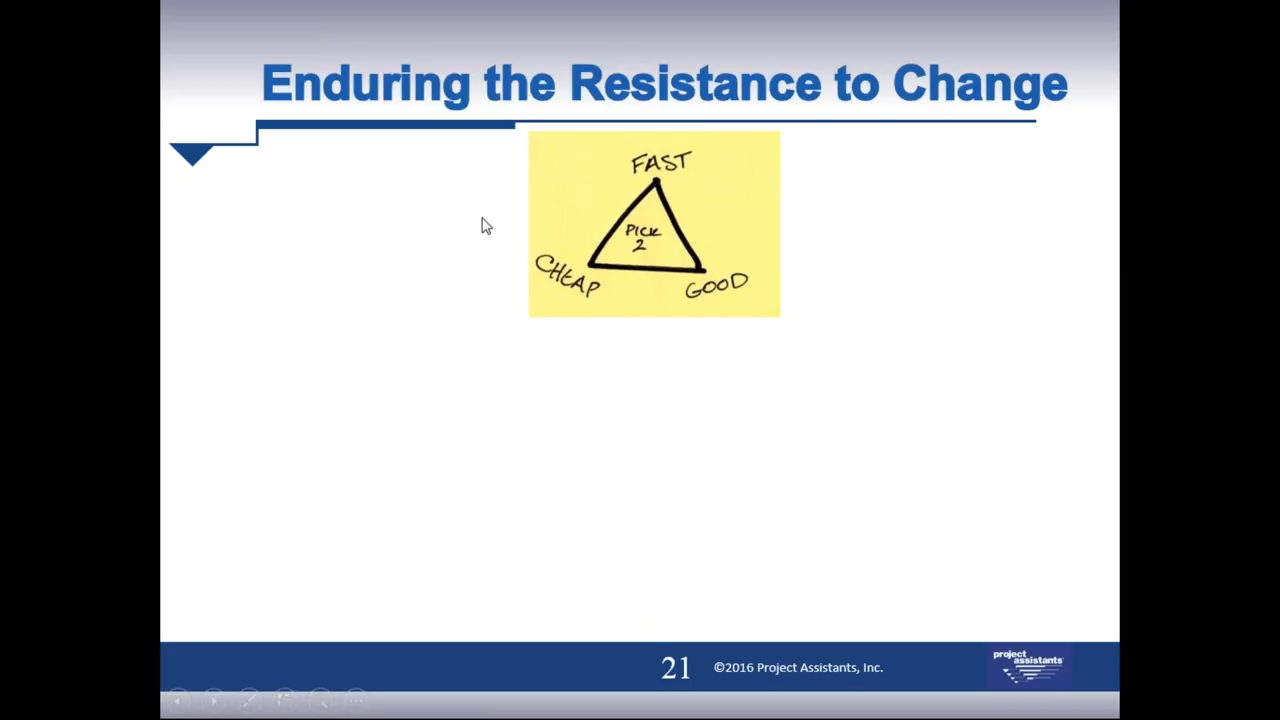 Enduring the Resistance to Change
FAST
PICK
2
CHEAP
GOOD
21
©2016 Project Assistants, Inc.
project
assistants